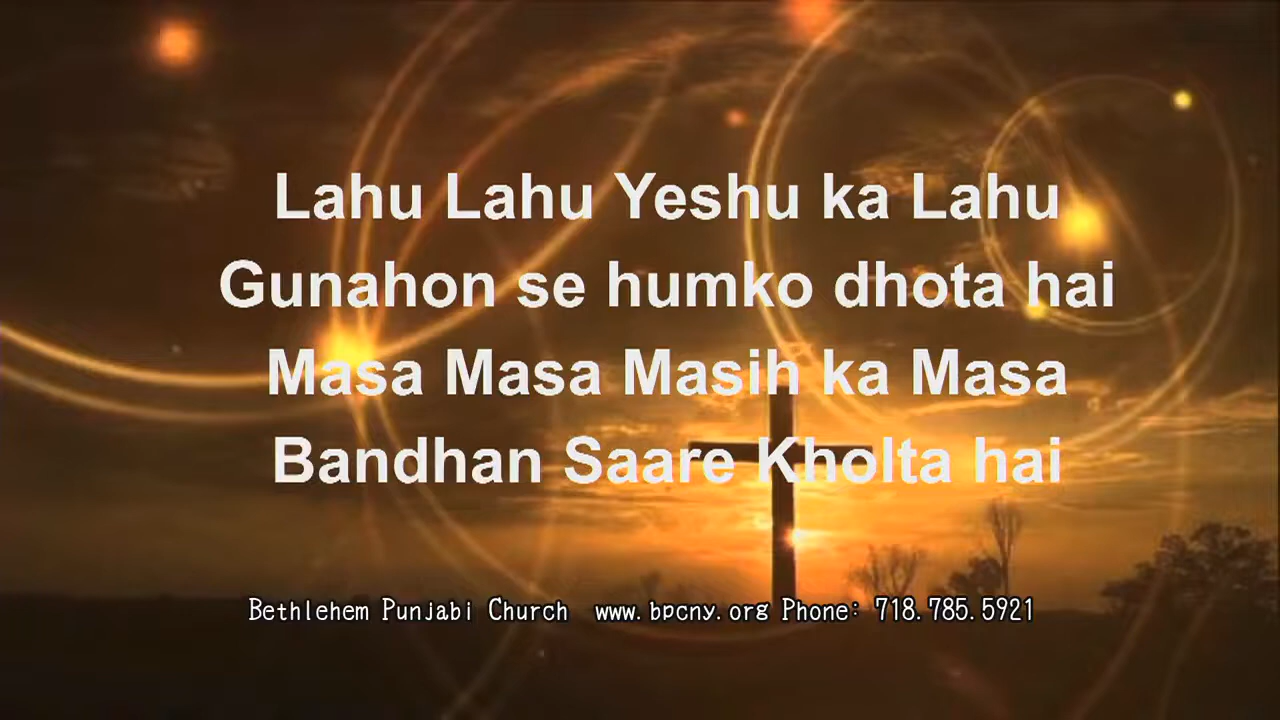 Lahu Lahu Yeshu ka Lahu
Gunahon se humko dhota hai
Masa Masa Masih ka Masa
Bandhan Saare Kholta hai
Bethlehem Punjabi Church www.bpcny.org Phone: 718.785.5921